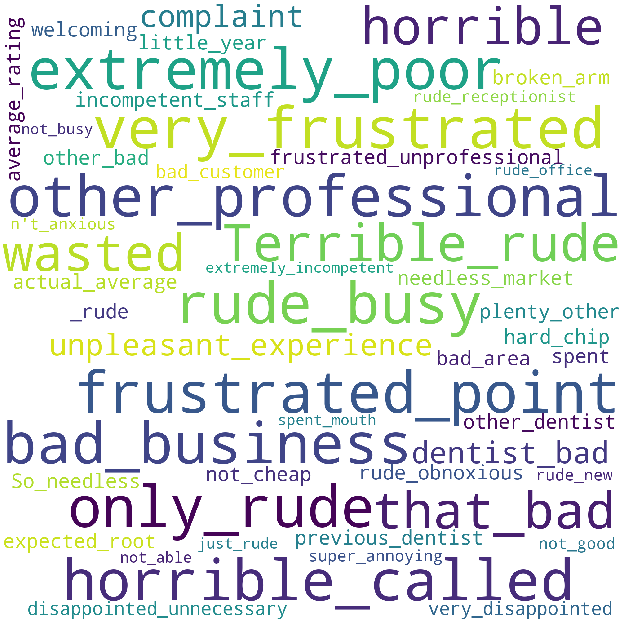 welcoming complaint horrible
little_year
average_rating
extremely_poor broken_arm
incompetent_staff rude_receptionist
not_busy very_frustrated
other_bad frustrated_unprofessional
bad_customer rude_office
other_professional
n't_anxious
wasted Terrible_rude
extremely_incompetent
actual_average needless_market
_rude rude_busy plenty_other
hard_chip
unpleasant_experience bad_area spent
frustrated_point
spent_mouth other_dentist
bad_business dentist_bad
So_needless not_cheap rude_obnoxious rude_new
only_rude that_bad
expected_root previous_dentist
just_rude not_good
not_able super_annoying
horrible_called
disappointed_unnecessary very_disappointed